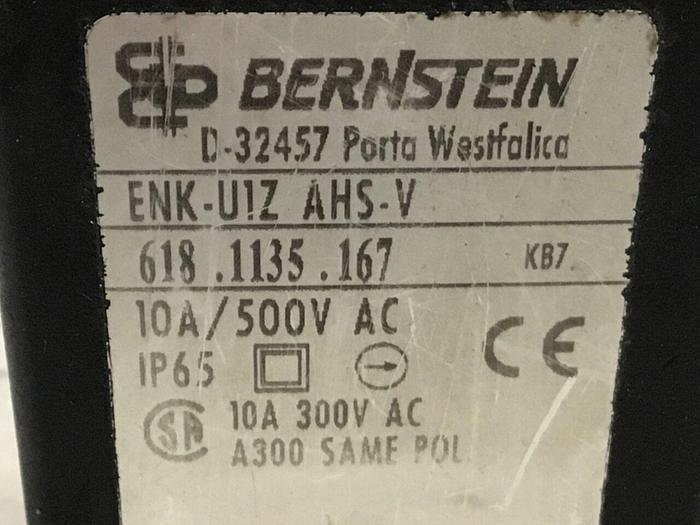 BERNSTEIN
D-32457 Porta Westfalica
ENK-U1Z AHS-V
618.1135.167 KB7
10A/500V AC
IP65 CE
SA 10A 300V AC
A300 SAME POL